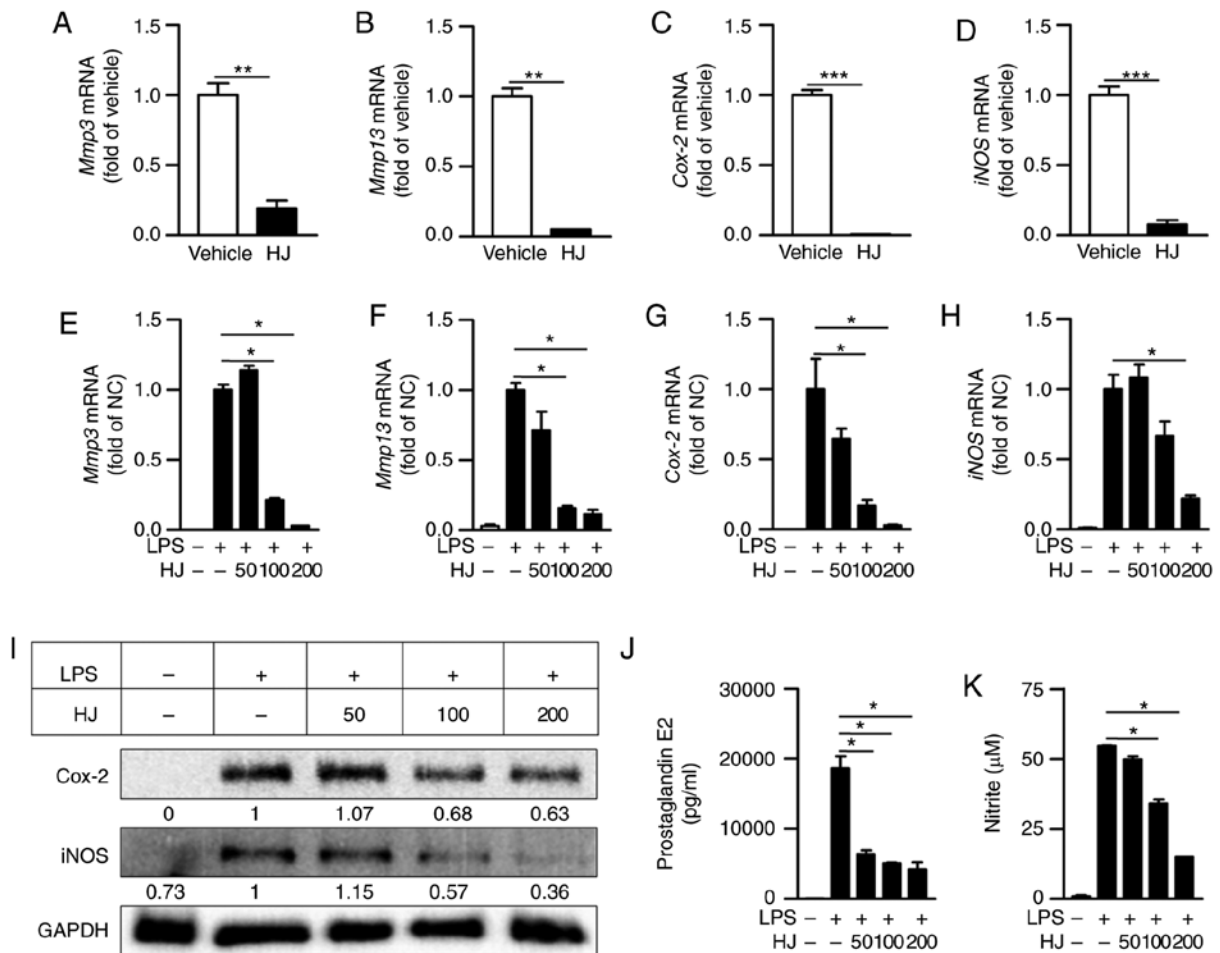 A
Mmp3 mRNA
(fold of vehicle)
1.5
1.0
0.5
0.0
**
Vehicle HJ
B
Mmp13 mRNA
(fold of vehicle)
1.5
1.0
0.5
0.0
**
Vehicle HJ
C
Cox-2 mRNA
(fold of vehicle)
1.5
1.0
0.5
0.0
***
Vehicle HJ
D
iNOS mRNA
(fold of vehicle)
1.5
1.0
0.5
0.0
***
Vehicle HJ
E
Mmp3 mRNA
(fold of NC)
1.5
1.0
0.5
0.0
*
*
LPS – + + + +
HJ – – 50 100 200
F
Mmp13 mRNA
(fold of NC)
1.5
1.0
0.5
0.0
*
*
LPS – + + + +
HJ – – 50 100 200
G
Cox-2 mRNA
(fold of NC)
1.5
1.0
0.5
0.0
*
*
LPS – + + + +
HJ – – 50 100 200
H
iNOS mRNA
(fold of NC)
1.5
1.0
0.5
0.0
*
LPS – + + + +
HJ – – 50 100 200
I
LPS – + + + +
HJ – – 50 100 200
Cox-2
0 1 1.07 0.68 0.63
iNOS
0.73 1 1.15 0.57 0.36
GAPDH
J
Prostaglandin E2
(pg/ml)
30000
20000
10000
0
*
*
*
LPS – + + + +
HJ – – 50 100 200
K
Nitrite (μM)
75
50
25
0
*
*
LPS – + + + +
HJ – – 50 100 200